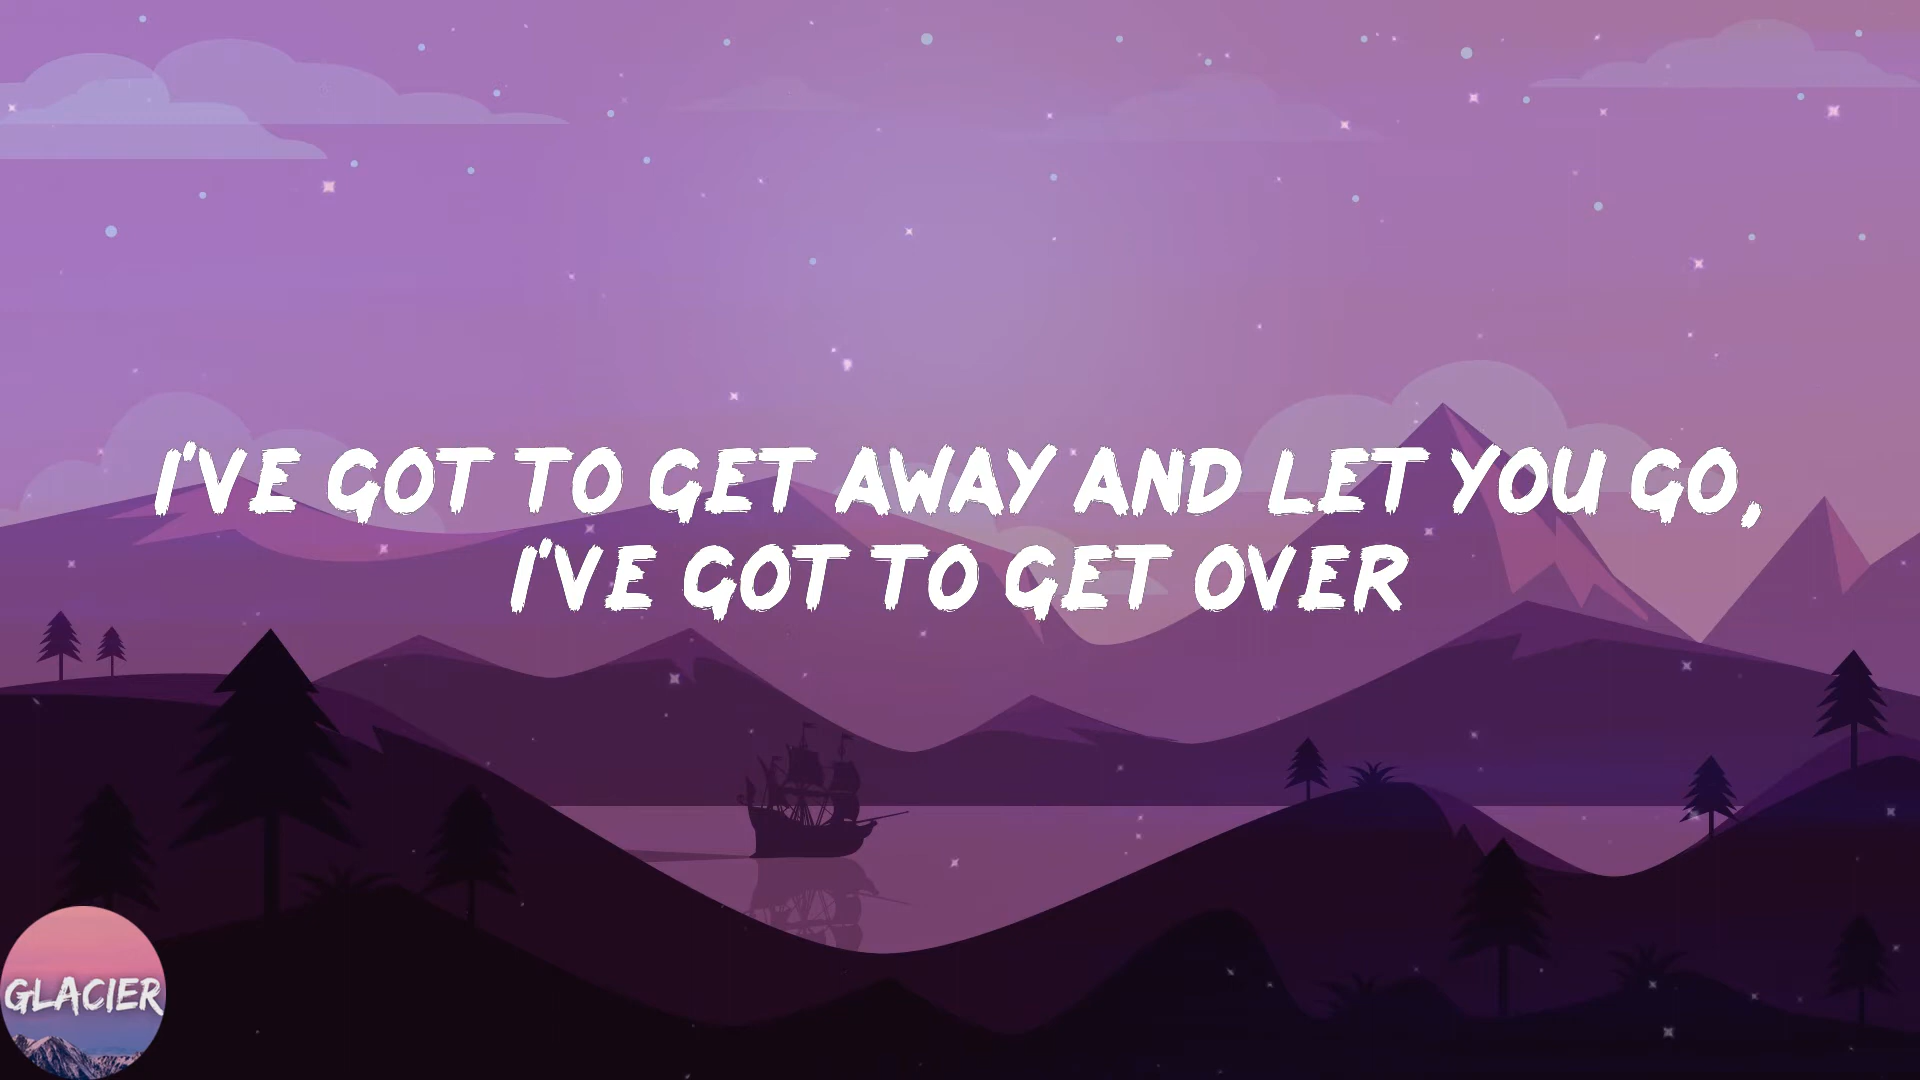 I'VE GOT TO GET AWAY AND LET YOU GO,
I'VE GOT TO GET OVER
GLACIER